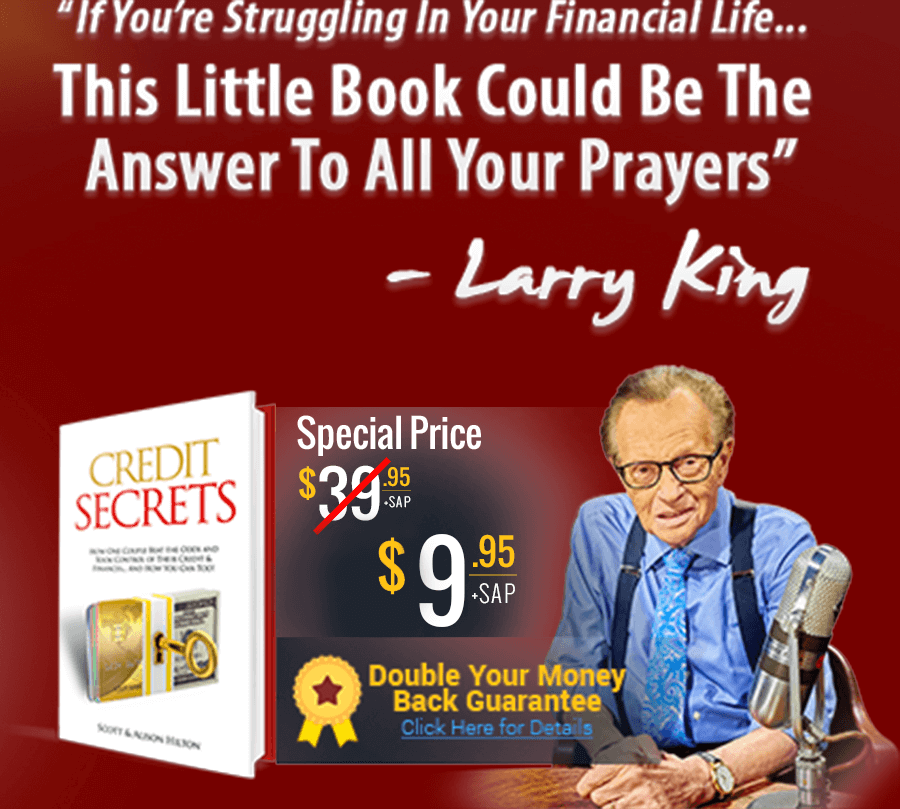 “If You’re Struggling In Your Financial Life...
This Little Book Could Be The
Answer To All Your Prayers”
- Larry King
CREDIT
SECRETS
How One Couple Beat the Odds and
Took Control of Their Credit &
Finances... and How You Can Too!
Scott & Alison Hilton
Special Price
$39.95
+SAP
$9.95
+SAP
Double Your Money
Back Guarantee
Click Here for Details